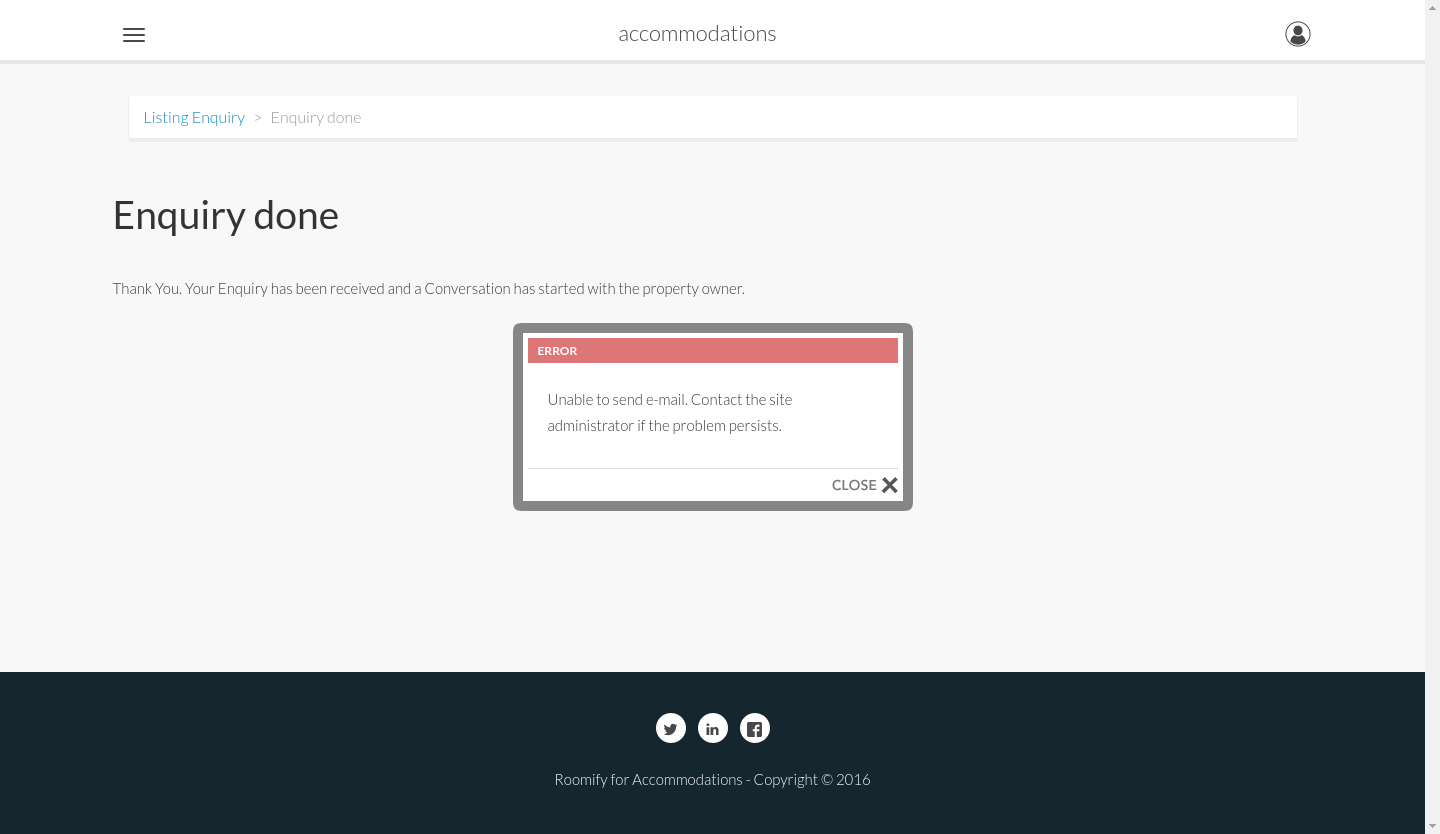 accommodations
Listing Enquiry > Enquiry done
Enquiry done
Thank You. Your Enquiry has been received and a Conversation has started with the property owner.
ERROR
Unable to send e-mail. Contact the site
administrator if the problem persists.
CLOSE
Roomify for Accommodations - Copyright © 2016